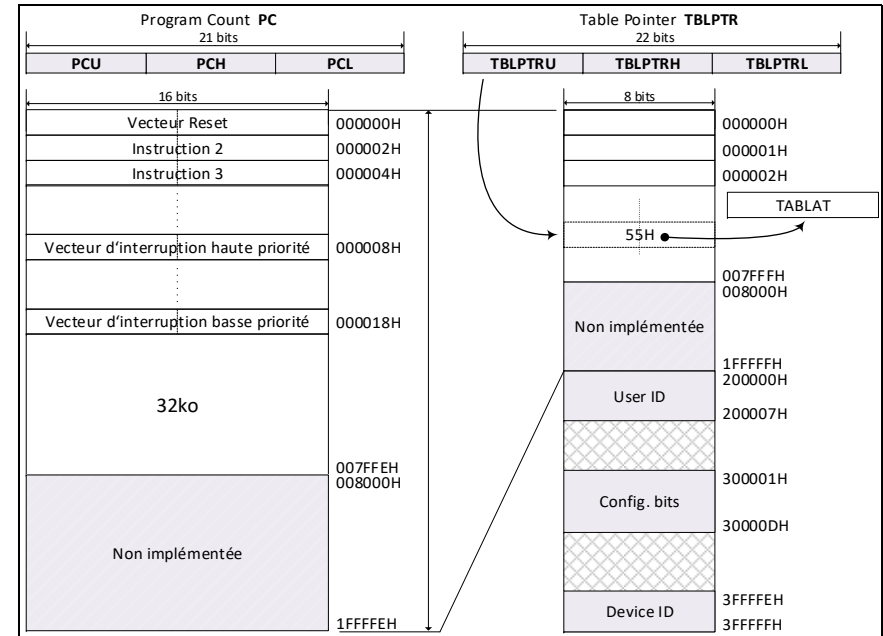 Program Count PC
21 bits
PCU PCH PCL
16 bits
Vecteur Reset 000000H
Instruction 2 000002H
Instruction 3 000004H
Vecteur d‘interruption haute priorité 000008H
Vecteur d'interruption basse priorité 000018H
32ko
007FFEH
008000H
Non implémentée
1FFFFEH
Table Pointer TBLPTR
22 bits
TBLPTRU TBLPTRH TBLPTRL
8 bits
000000H
000001H
000002H
TABLAT
55H
007FFFH
008000H
Non implémentée
1FFFFFH
200000H
User ID
200007H
300001H
Config. bits
30000DH
3FFFFEH
Device ID
3FFFFFH